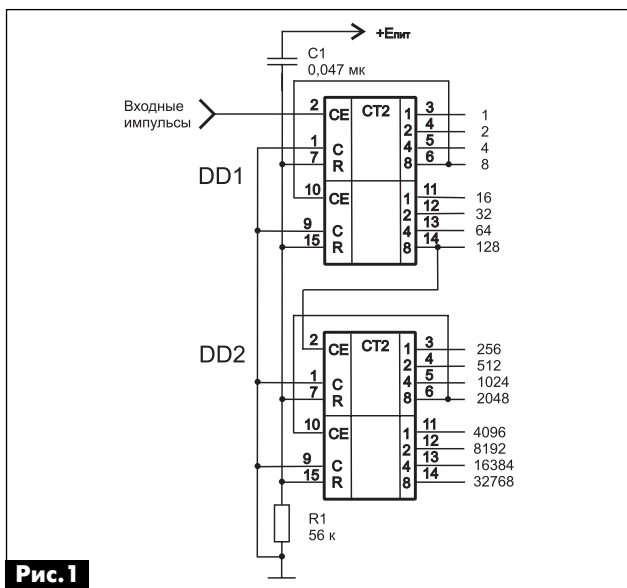 +Eпит
C1
0,047 мк
Входные
импульсы
2 CE CT2 1 3 1
2 4 2
1 C 4 5 4
7 R 8 6 8
DD1
10 CE 1 11 16
2 12 32
9 C 4 13 64
15 R 8 14 128
DD2
2 CE CT2 1 3 256
2 4 512
1 C 4 5 1024
7 R 8 6 2048
10 CE 1 11 4096
2 12 8192
9 C 4 13 16384
15 R 8 14 32768
R1
56 к
Рис.1